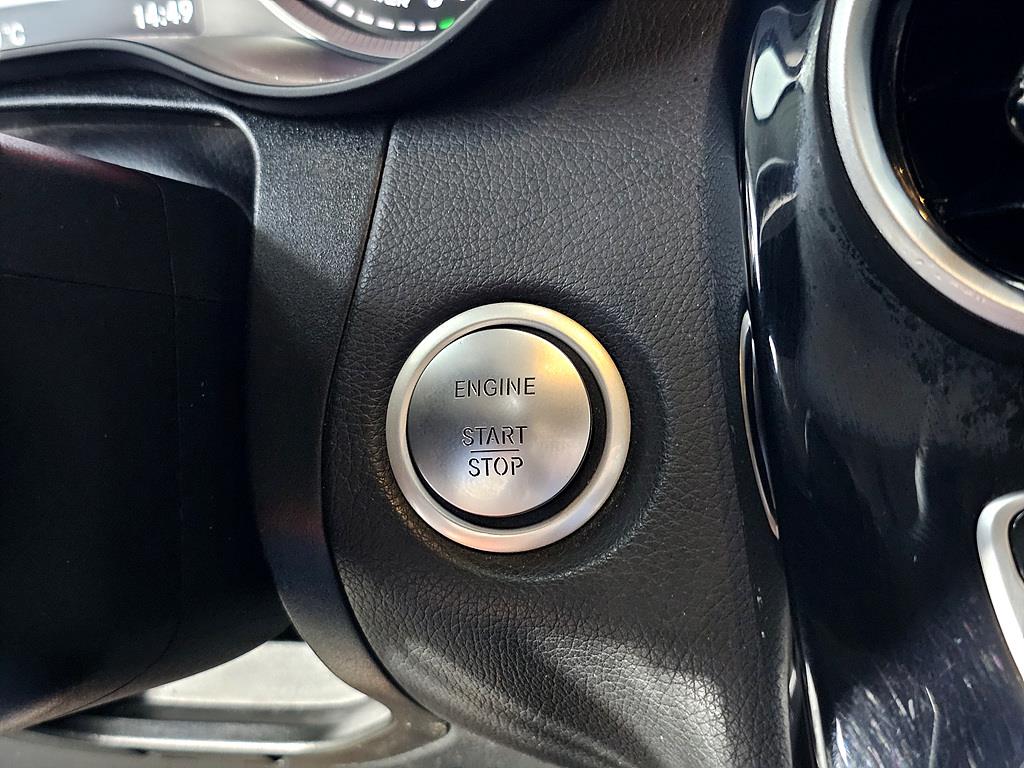 14:49
°C
ENGINE
START
STOP